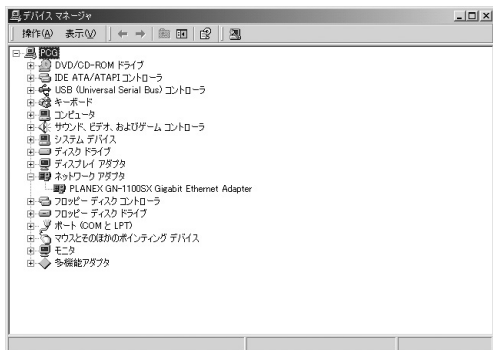 デバイス マネージャ
操作(A) 表示(V)
PCG
DVD/CD-ROM ドライブ
IDE ATA/ATAPI コントローラ
USB (Universal Serial Bus) コントローラ
キーボード
コンピュータ
サウンド、ビデオ、およびゲーム コントローラ
システム デバイス
ディスク ドライブ
ディスプレイ アダプタ
ネットワーク アダプタ
PLANEX GN-1100SX Gigabit Ethernet Adapter
フロッピー ディスク コントローラ
フロッピー ディスク ドライブ
ポート (COM と LPT)
マウスとそのほかのポインティング デバイス
モニタ
多機能アダプタ